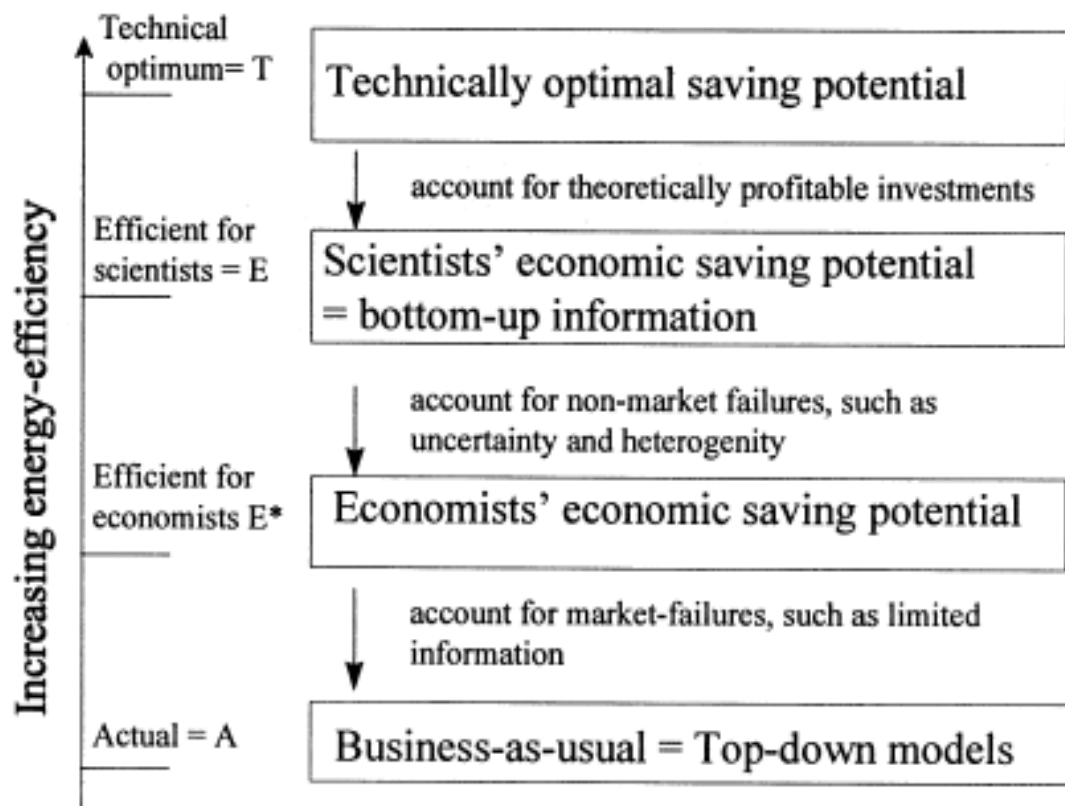 Technical
optimum= T
Technically optimal saving potential
account for theoretically profitable investments
Efficient for
scientists = E
Scientists’ economic saving potential
= bottom-up information
account for non-market failures, such as
uncertainty and heterogenity
Efficient for
economists E*
Economists’ economic saving potential
account for market-failures, such as limited
information
Actual = A
Business-as-usual = Top-down models
Increasing energy-efficiency